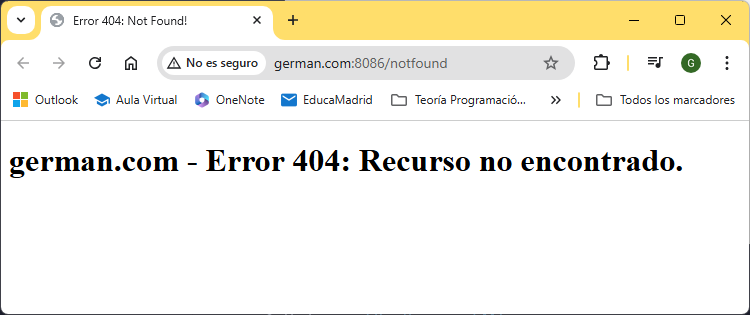 Error 404: Not Found!
No es seguro german.com:8086/notfound
G
Outlook Aula Virtual OneNote EducaMadrid Teoría Programació... Todos los marcadores
german.com - Error 404: Recurso no encontrado.